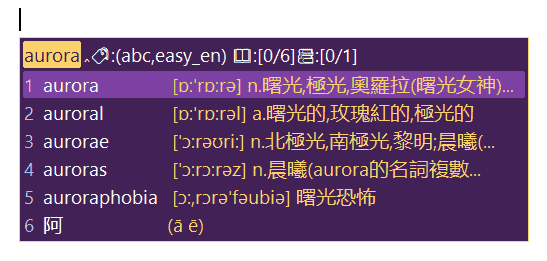 aurora ‸🏷:(abc,easy_en) 🕮:[0/6]🗃:[0/1]
1 aurora [ɒ:'rɒ:rə] n.曙光,極光,奧羅拉(曙光女神)...
2 auroral [ɒ:'rɒ:rəl] a.曙光的,玫瑰紅的,極光的
3 aurorae ['ɔ:rəʊri:] n.北極光,南極光,黎明;晨曦(...
4 auroras ['ɔ:rɔ:rəz] n.晨曦(aurora的名詞複數...
5 auroraphobia [ɔ:,rɔrə'fəubiə] 曙光恐怖
6 阿 (ā ē)